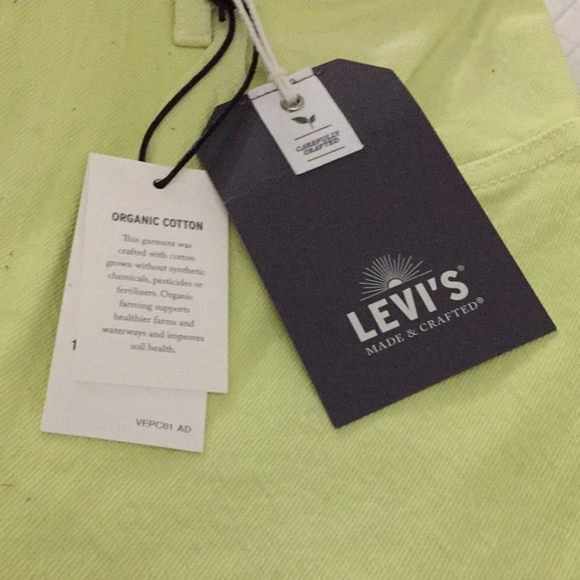 ORGANIC COTTON
This garment was
crafted with cotton
grown without synthetic
chemicals, pesticides or
fertilizers. Organic
farming supports
healthier farms and
waterways and improves
soil health.
1
VEPC01 AD
CAREFULLY
CRAFTED
LEVI'S®
MADE & CRAFTED®